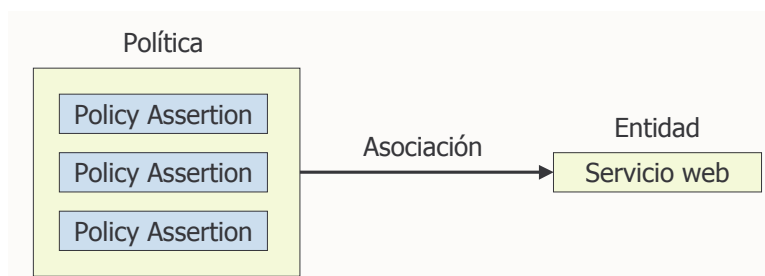 Política
Policy Assertion
Policy Assertion
Policy Assertion
Asociación
Entidad
Servicio web